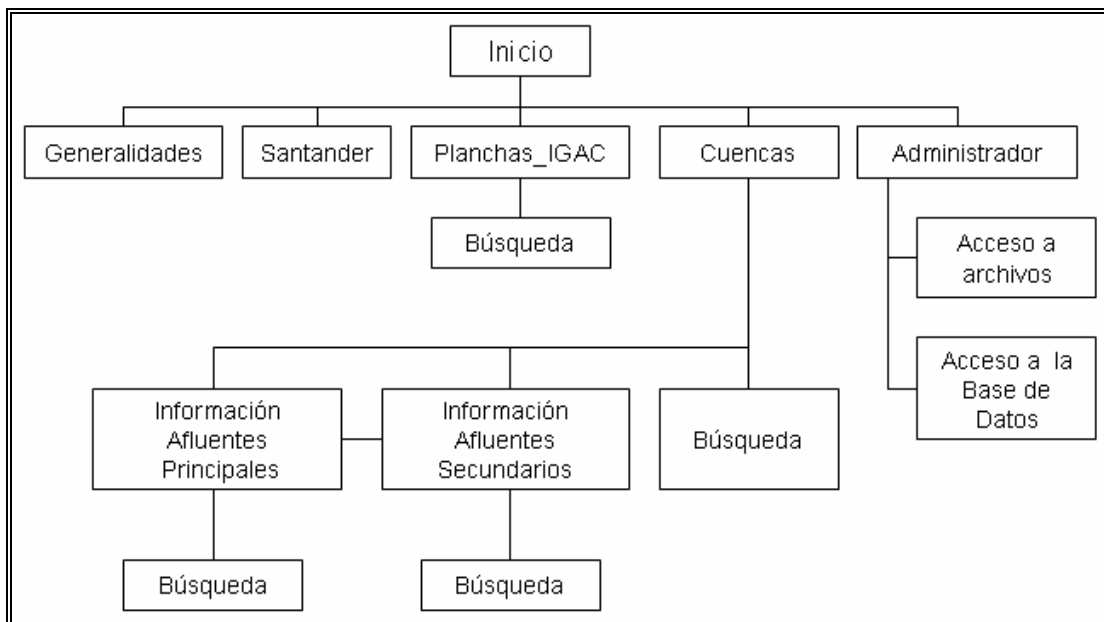 Inicio
Generalidades
Santander
Planchas_IGAC
Cuencas
Administrador
Búsqueda
Acceso a
archivos
Acceso a la
Base de
Datos
Información
Afluentes
Principales
Información
Afluentes
Secundarios
Búsqueda
Búsqueda
Búsqueda